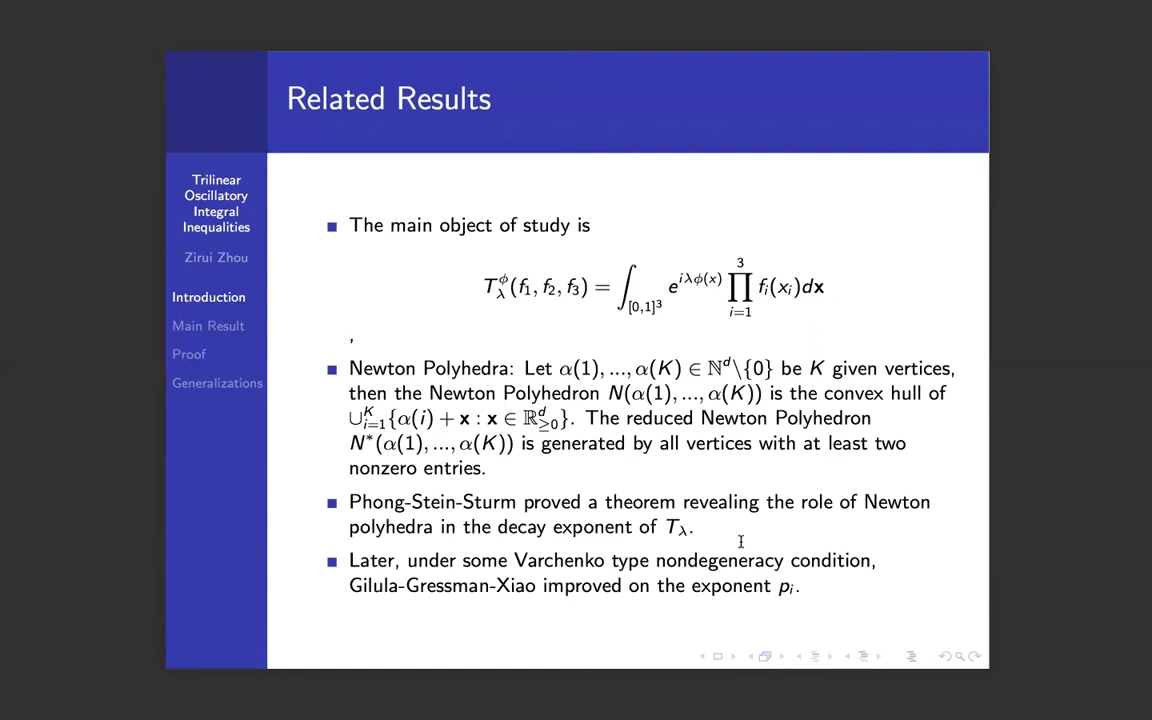 Related Results
Trilinear
Oscillatory
Integral
Inequalities
Zirui Zhou
Introduction
Main Result
Proof
Generalizations
The main object of study is
T_λ^ϕ(f₁, f₂, f₃) = ∫_{[0,1]³} e^{iλϕ(x)} ∏_{i=1}^{3} f_i(x_i)d𝐱
,
Newton Polyhedra: Let α(1), ..., α(K) ∈ ℕ^d\{0} be K given vertices,
then the Newton Polyhedron N(α(1), ..., α(K)) is the convex hull of
∪_{i=1}^{K}{α(i) + 𝐱 : 𝐱 ∈ ℝ^d_{≥0}}. The reduced Newton Polyhedron
N*(α(1), ..., α(K)) is generated by all vertices with at least two
nonzero entries.
Phong-Stein-Sturm proved a theorem revealing the role of Newton
polyhedra in the decay exponent of T_λ.
Later, under some Varchenko type nondegeneracy condition,
Gilula-Gressman-Xiao improved on the exponent p_i.